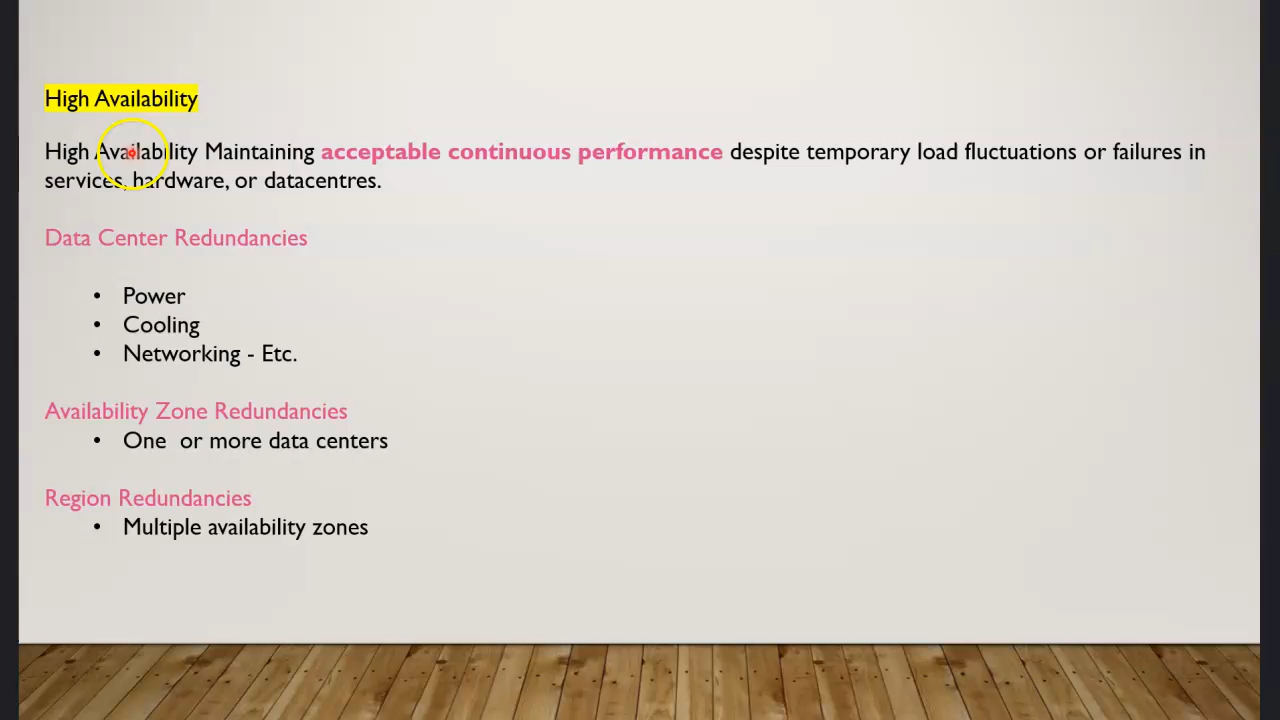 High Availability
High Availability Maintaining acceptable continuous performance despite temporary load fluctuations or failures in
services, hardware, or datacentres.
Data Center Redundancies
• Power
• Cooling
• Networking - Etc.
Availability Zone Redundancies
• One  or more data centers
Region Redundancies
• Multiple availability zones